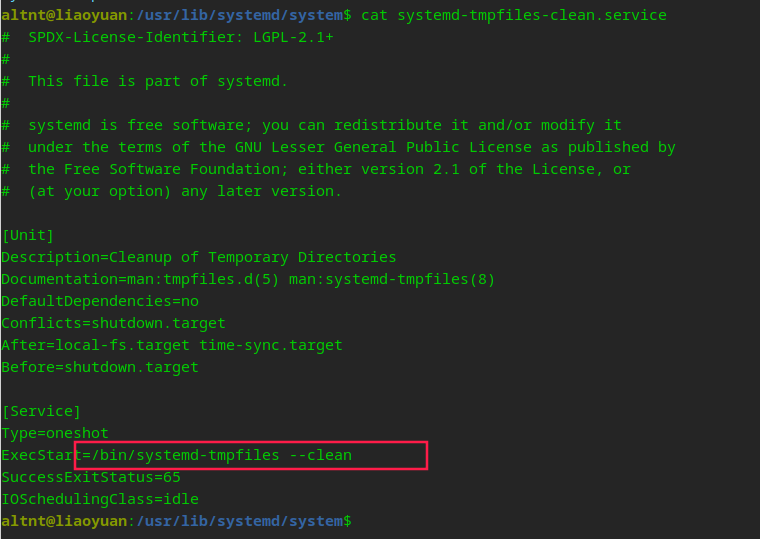 altnt@liaoyuan:/usr/lib/systemd/system$ cat systemd-tmpfiles-clean.service
#  SPDX-License-Identifier: LGPL-2.1+
#
#  This file is part of systemd.
#
#  systemd is free software; you can redistribute it and/or modify it
#  under the terms of the GNU Lesser General Public License as published by
#  the Free Software Foundation; either version 2.1 of the License, or
#  (at your option) any later version.

[Unit]
Description=Cleanup of Temporary Directories
Documentation=man:tmpfiles.d(5) man:systemd-tmpfiles(8)
DefaultDependencies=no
Conflicts=shutdown.target
After=local-fs.target time-sync.target
Before=shutdown.target

[Service]
Type=oneshot
ExecStart=/bin/systemd-tmpfiles --clean
SuccessExitStatus=65
IOSchedulingClass=idle
altnt@liaoyuan:/usr/lib/systemd/system$